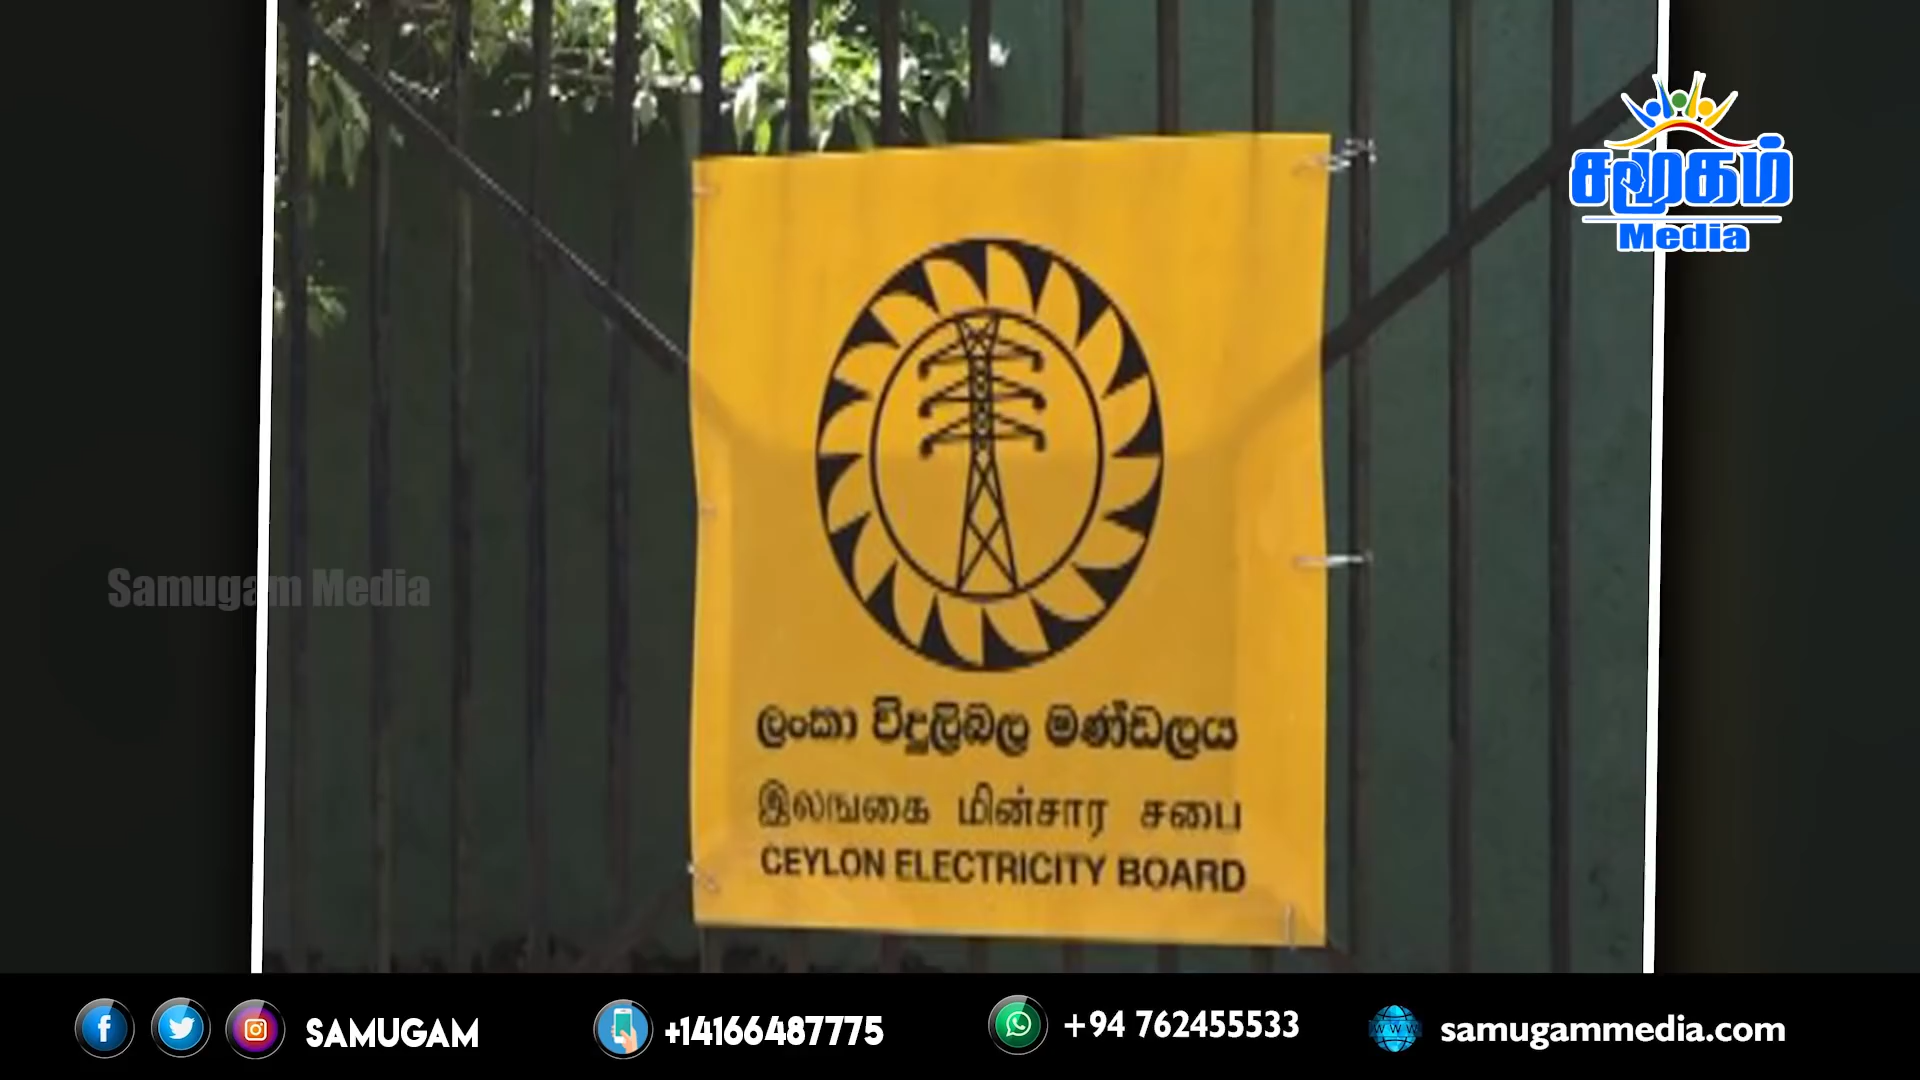 சமூகம்
Media
Samugam Media
ලංකා විදුලිබල මණ්ඩලය
இலங்கை மின்சார சபை
CEYLON ELECTRICITY BOARD
SAMUGAM
+14166487775
+94 762455533
samugammedia.com